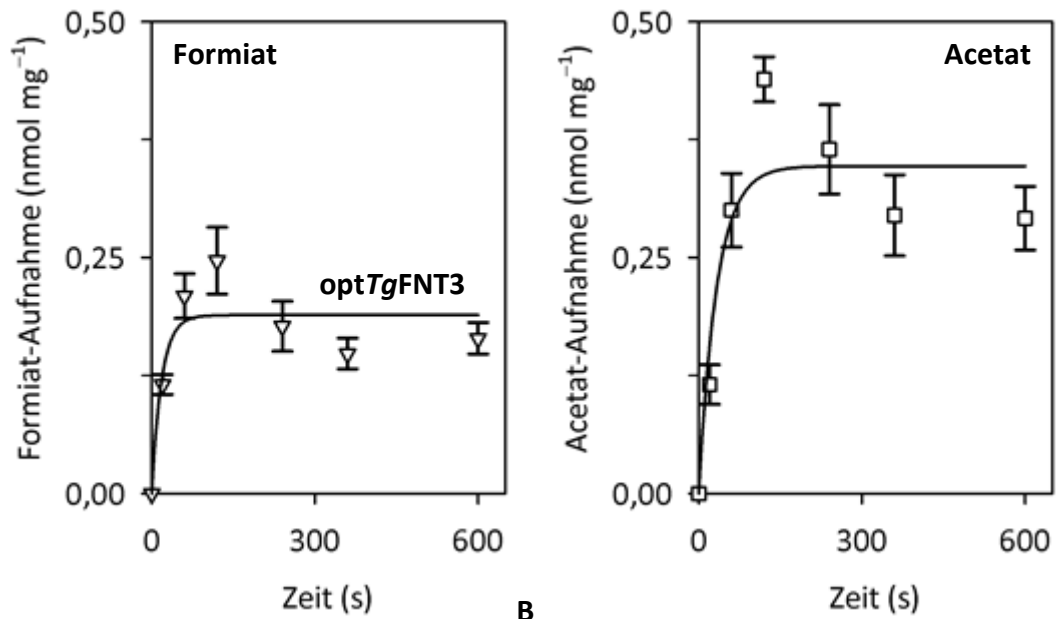 Formiat-Aufnahme (nmol mg⁻¹)
0,50
0,25
0,00
Formiat
optTgFNT3
0
300
600
Zeit (s)
Acetat-Aufnahme (nmol mg⁻¹)
0,50
0,25
0,00
Acetat
0
300
600
Zeit (s)
B